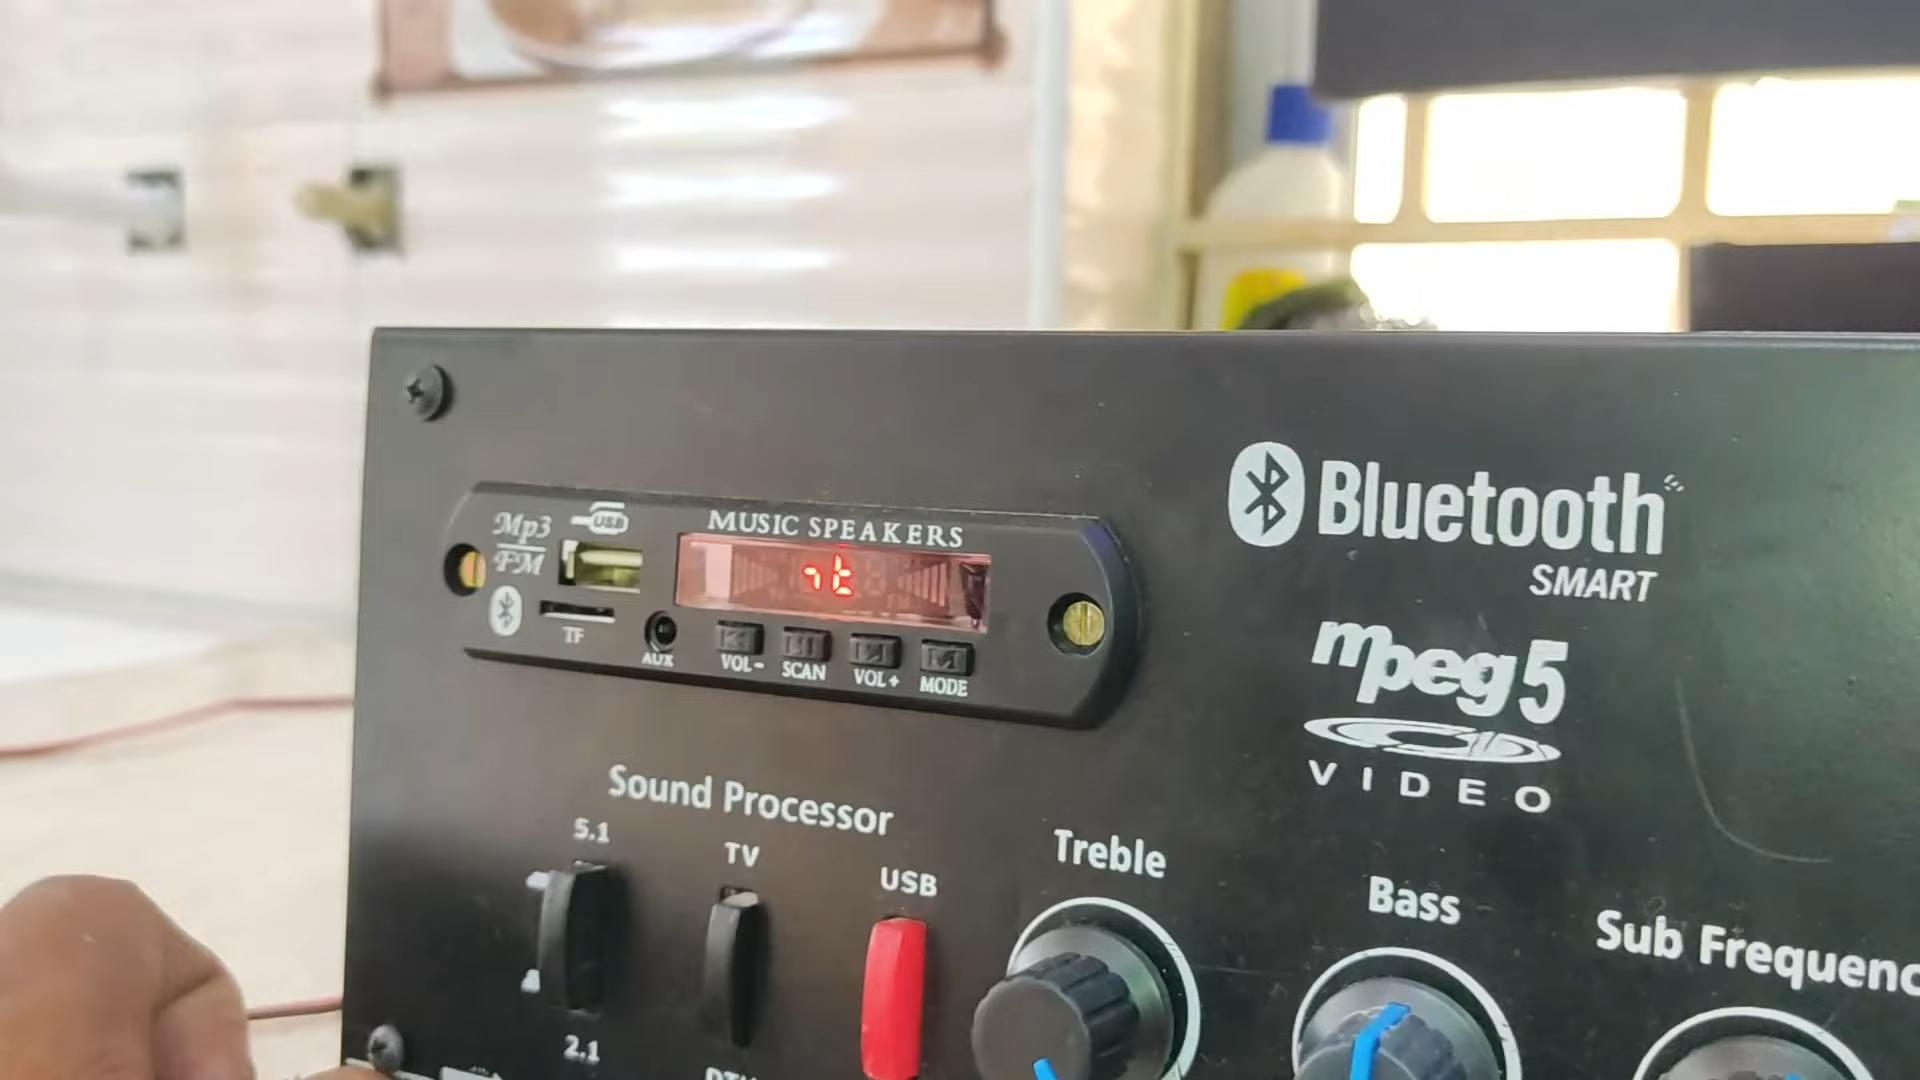 Bluetooth
SMART
Mp3
FM
USB
MUSIC SPEAKERS
TF
AUX
VOL-
SCAN
VOL+
MODE
mpeg5
VIDEO
Sound Processor
5.1
TV
USB
Treble
Bass
Sub
2.1